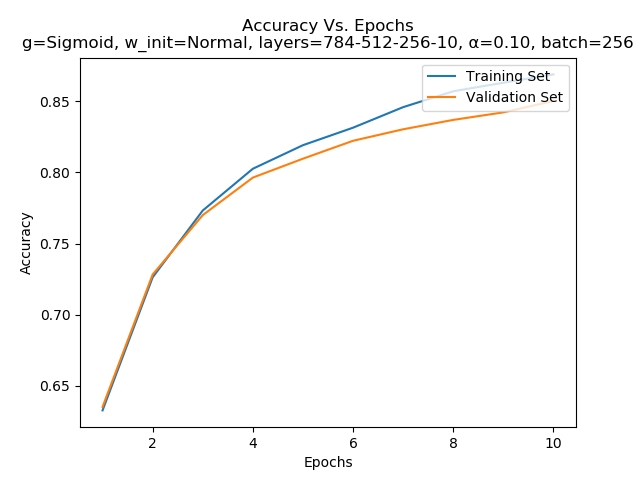 Accuracy Vs. Epochs
g=Sigmoid, w_init=Normal, layers=784-512-256-10, α=0.10, batch=256
Training Set
Validation Set
0.85
0.80
0.75
0.70
0.65
Accuracy
2
4
6
8
10
Epochs